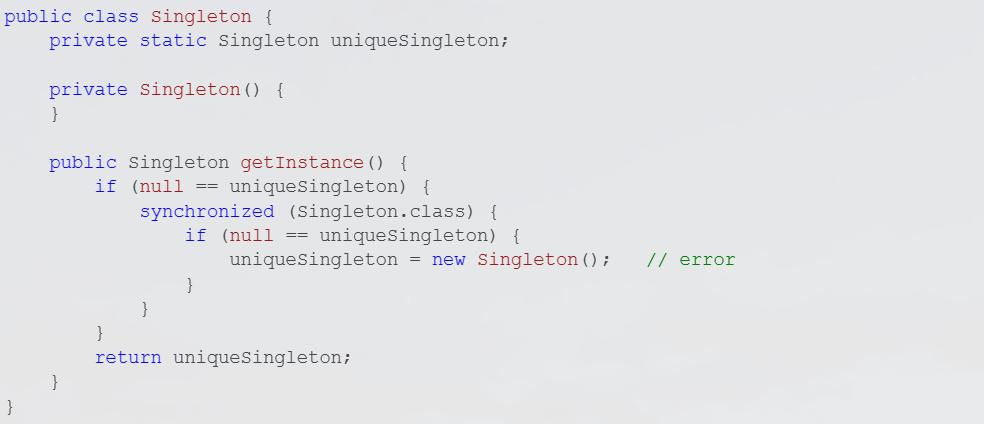 public class Singleton {
    private static Singleton uniqueSingleton;

    private Singleton() {
    }

    public Singleton getInstance() {
        if (null == uniqueSingleton) {
            synchronized (Singleton.class) {
                if (null == uniqueSingleton) {
                    uniqueSingleton = new Singleton();   // error
                }
            }
        }
        return uniqueSingleton;
    }
}